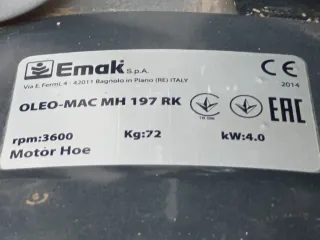 Emak S.p.A.
Via E. Fermi, 4 - 42011 Bagnolo in Piano (RE) ITALY
CE
2014
OLEO-MAC MH 197 RK
EAC
rpm:3600 Kg:72 kW:4.0
Motor Hoe